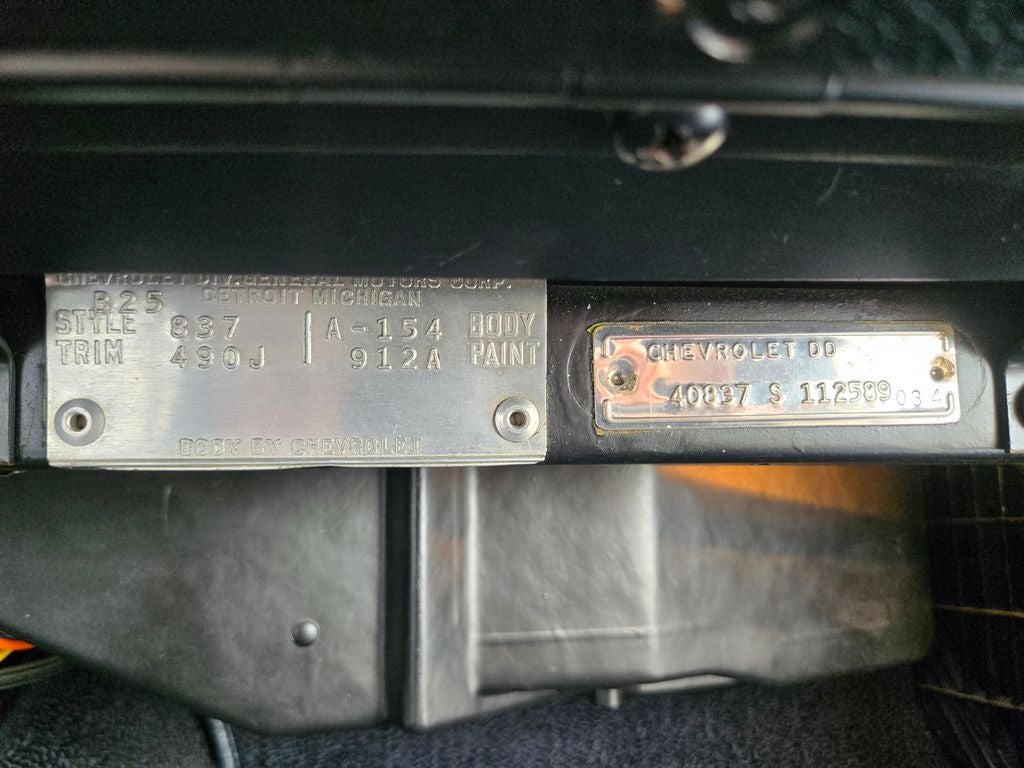 CHEVROLET DIV. GENERAL MOTORS CORP.
DETROIT MICHIGAN
B25
STYLE 837 A-154 BODY
TRIM 490J 912A PAINT
BODY BY CHEVROLET
CHEVROLET DD
40837 S 112589 034